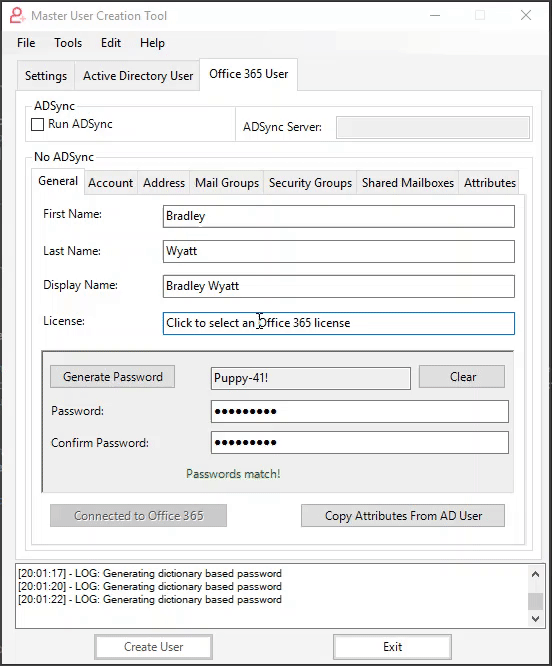 Master User Creation Tool
File Tools Edit Help
Settings Active Directory User Office 365 User
ADSync
Run ADSync ADSync Server:
No ADSync
General Account Address Mail Groups Security Groups Shared Mailboxes Attributes
First Name: Bradley
Last Name: Wyatt
Display Name: Bradley Wyatt
License: Click to select an Office 365 license
Generate Password Puppy-41! Clear
Password: ●●●●●●●●●
Confirm Password: ●●●●●●●●●
Passwords match!
Connected to Office 365 Copy Attributes From AD User
[20:01:17] - LOG: Generating dictionary based password
[20:01:20] - LOG: Generating dictionary based password
[20:01:22] - LOG: Generating dictionary based password
Create User Exit